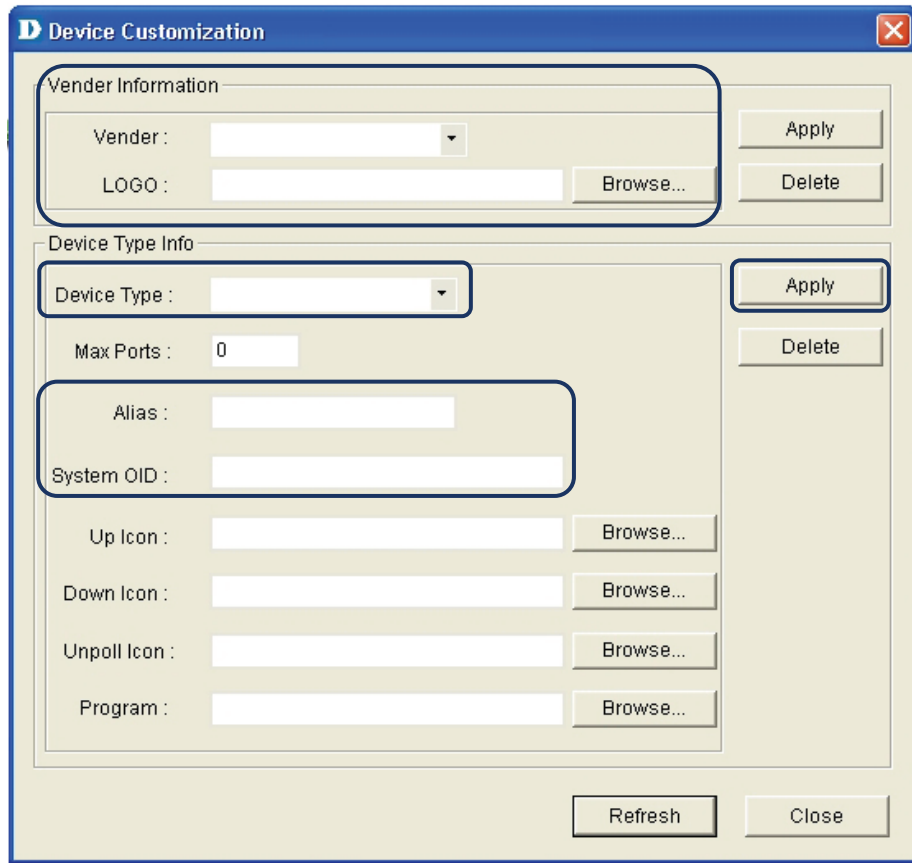 D Device Customization
Vender Information
Vender :
Apply
LOGO :
Browse...
Delete
Device Type Info
Device Type :
Apply
Max Ports : 0
Delete
Alias :
System OID :
Up Icon : Browse...
Down Icon : Browse...
Unpoll Icon : Browse...
Program : Browse...
Refresh Close